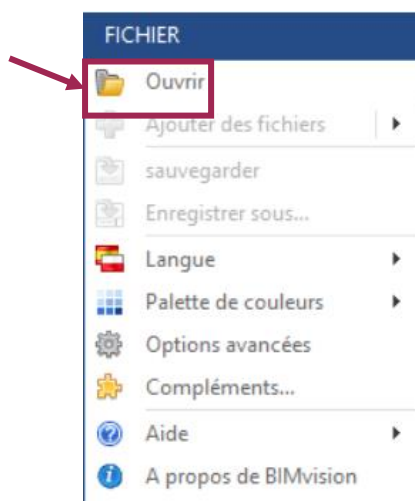 FICHIER
Ouvrir
Ajouter des fichiers
sauvegarder
Enregistrer sous...
Langue
Palette de couleurs
Options avancées
Compléments...
Aide
A propos de BIMvision